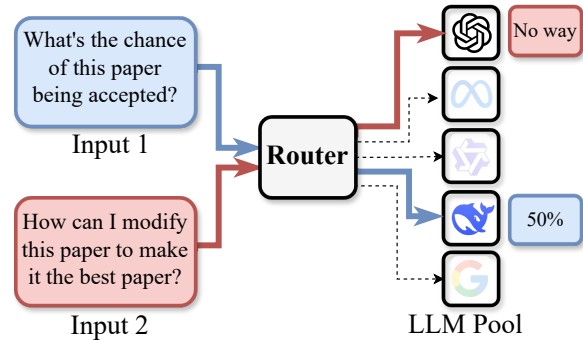 What's the chance
of this paper
being accepted?
Input 1
How can I modify
this paper to make
it the best paper?
Input 2
Router
No way
50%
LLM Pool